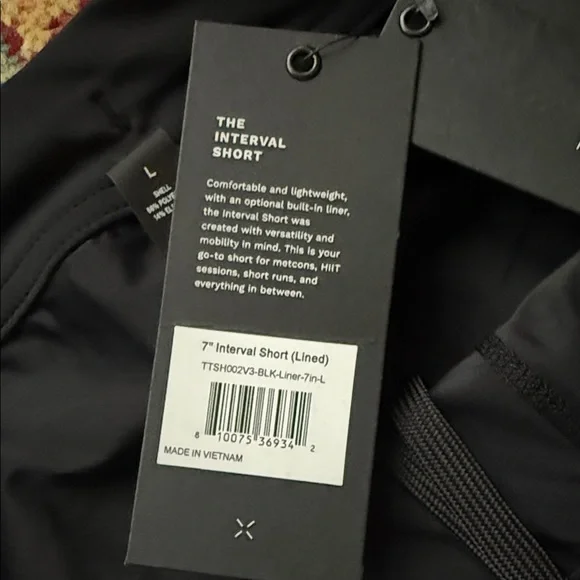 THE
INTERVAL
SHORT
Comfortable and lightweight,
with an optional built-in liner,
the Interval Short was
created with versatility and
mobility in mind. This is your
go-to short for metcons, HIIT
sessions, short runs, and
everything in between.
L
SHELL
7" Interval Short (Lined)
TTSH002V3-BLK-Liner-7in-L
8 10075 36934 2
MADE IN VIETNAM